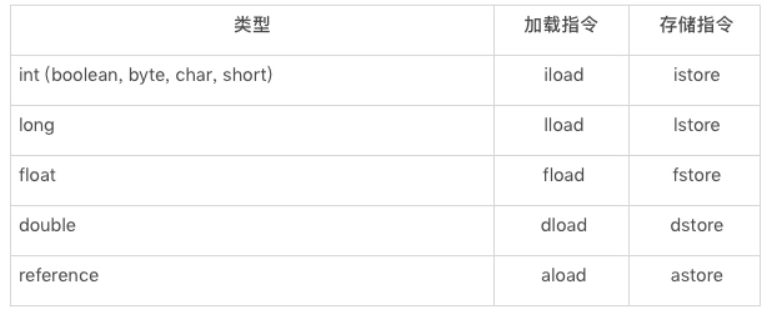 类型 加载指令 存储指令
int (boolean, byte, char, short) iload istore
long lload lstore
float fload fstore
double dload dstore
reference aload astore